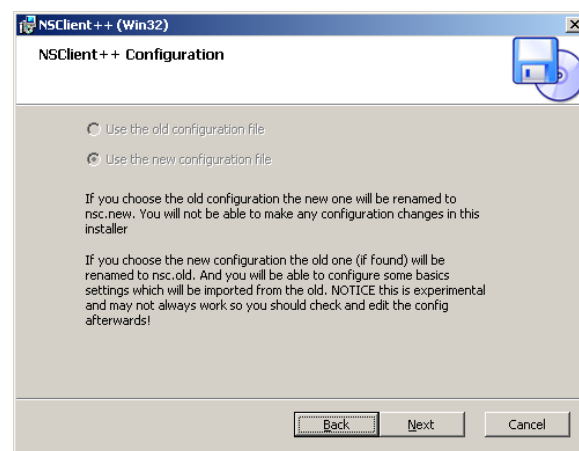 NSClient++ (Win32)
NSClient++ Configuration
Use the old configuration file
Use the new configuration file
If you choose the old configuration the new one will be renamed to
nsc.new. You will not be able to make any configuration changes in this
installer
If you choose the new configuration the old one (if found) will be
renamed to nsc.old. And you will be able to configure some basics
settings which will be imported from the old. NOTICE this is experimental
and may not always work so you should check and edit the config
afterwards!
Back Next Cancel